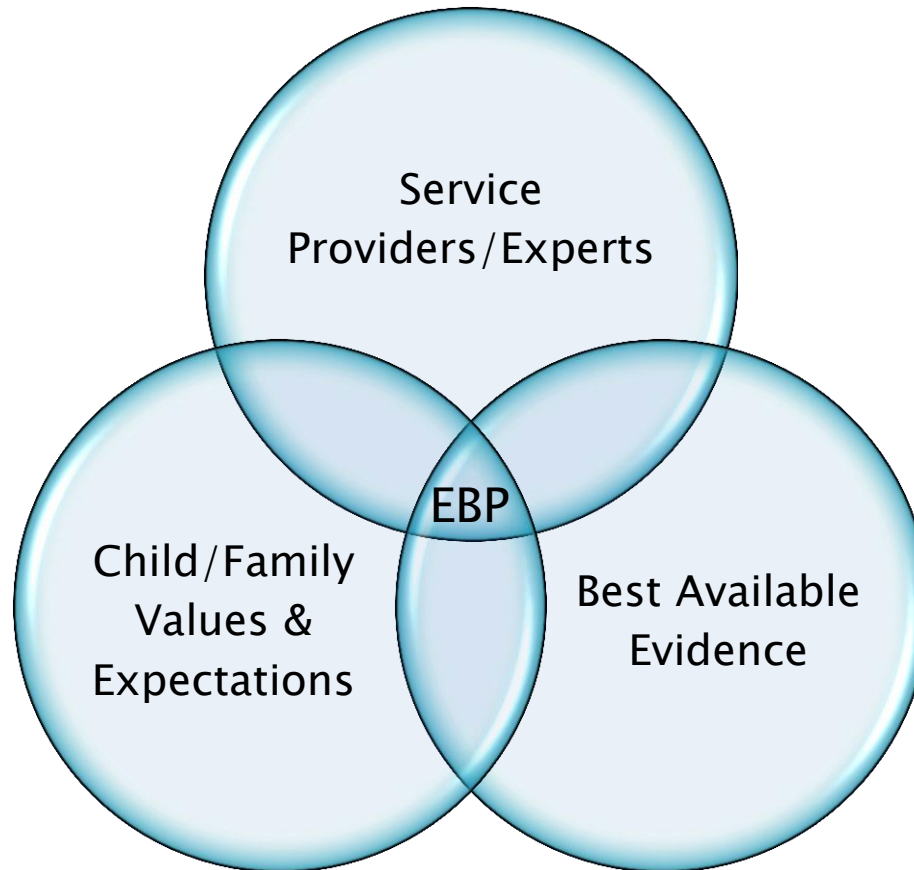 Service
Providers/Experts
EBP
Child/Family
Values &
Expectations
Best Available
Evidence